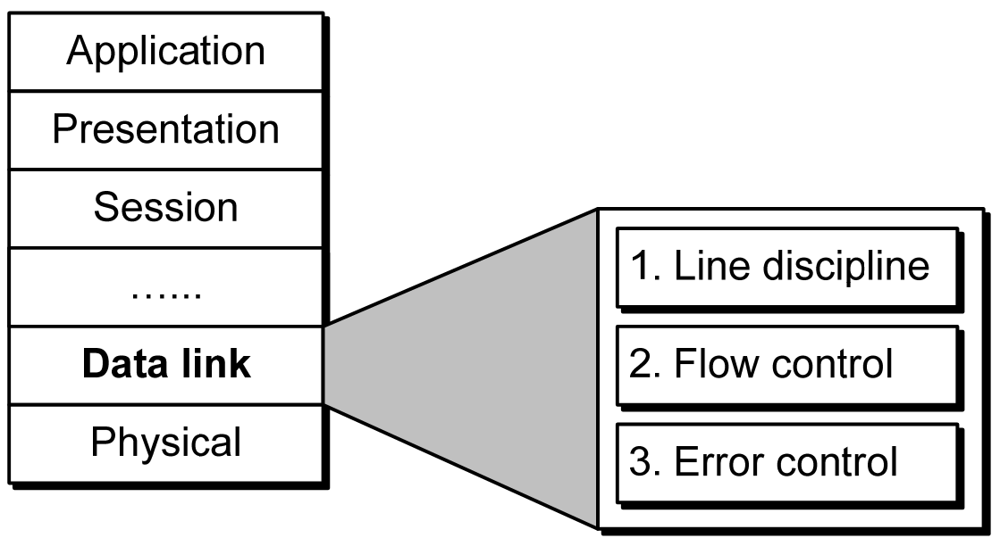 Application
Presentation
Session
…...
Data link
Physical
1. Line discipline
2. Flow control
3. Error control